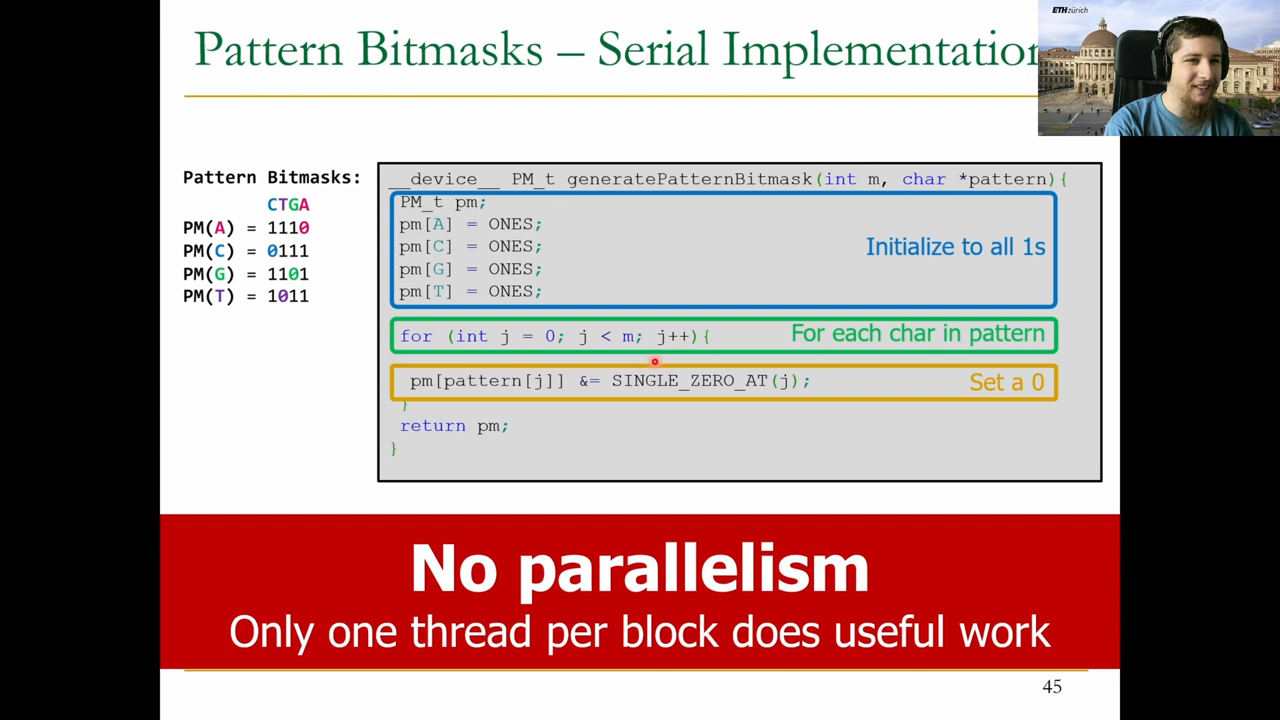 Pattern Bitmasks – Serial Implementation
ETH zürich
Pattern Bitmasks:
CTGA
PM(A) = 1110
PM(C) = 0111
PM(G) = 1101
PM(T) = 1011
__device__ PM_t generatePatternBitmask(int m, char *pattern){
PM_t pm;
pm[A] = ONES;
pm[C] = ONES;
pm[G] = ONES;
pm[T] = ONES;
Initialize to all 1s
for (int j = 0; j < m; j++){
For each char in pattern
pm[pattern[j]] &= SINGLE_ZERO_AT(j);
Set a 0
}
return pm;
}
No parallelism
Only one thread per block does useful work
45